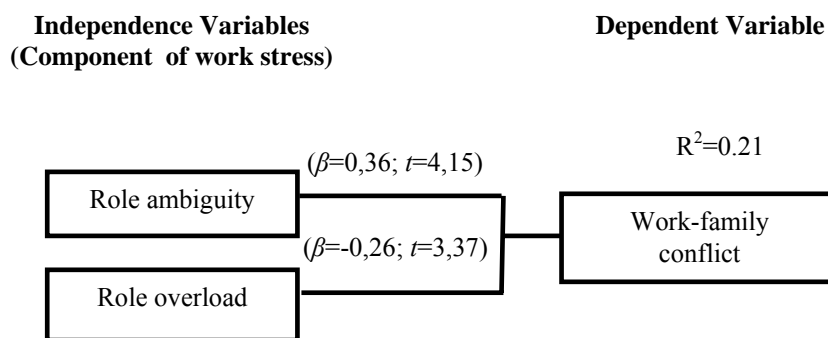 Independence Variables
(Component of work stress)
Dependent Variable
R²=0.21
(β=0,36; t=4,15)
Role ambiguity
(β=-0,26; t=3,37)
Work-family
conflict
Role overload